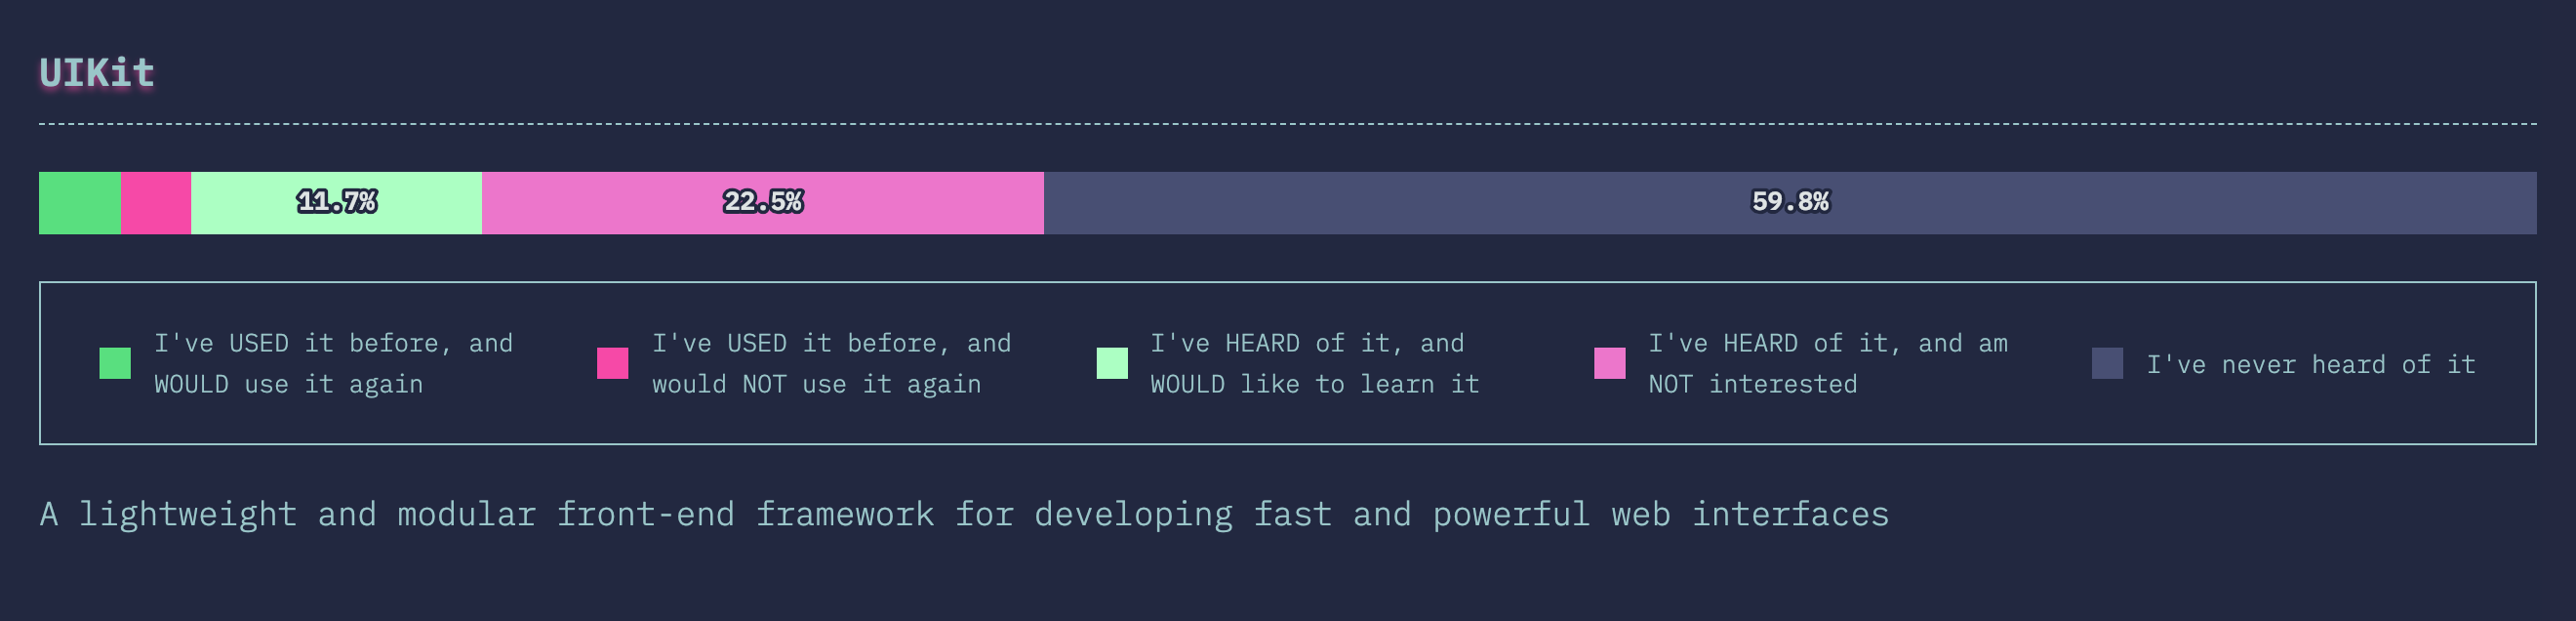 UIKit
11.7% 22.5% 59.8%
I've USED it before, and
WOULD use it again
I've USED it before, and
would NOT use it again
I've HEARD of it, and
WOULD like to learn it
I've HEARD of it, and am
NOT interested
I've never heard of it
A lightweight and modular front-end framework for developing fast and powerful web interfaces